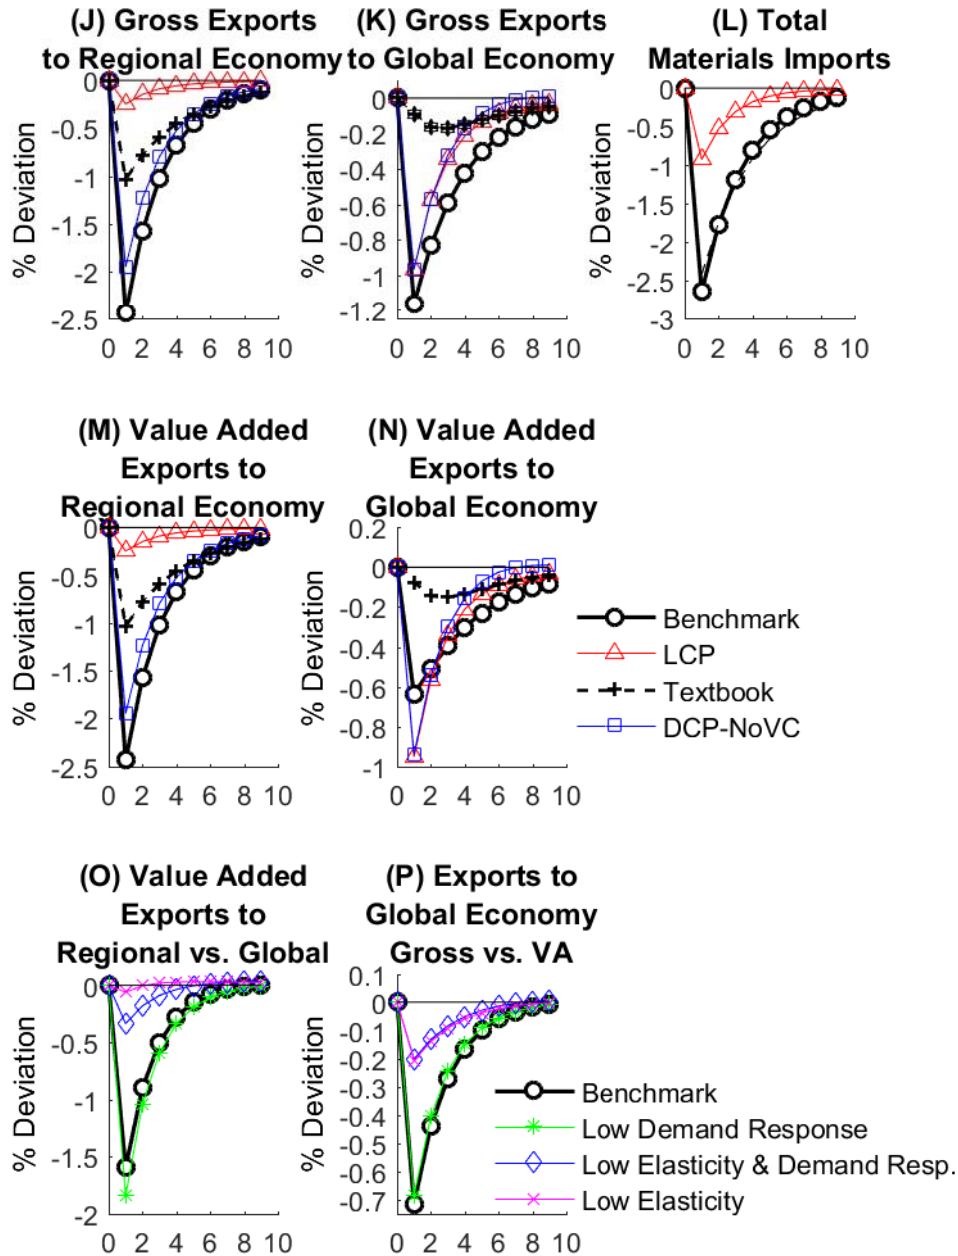 (J) Gross Exports
to Regional Economy
(K) Gross Exports
to Global Economy
(L) Total
Materials Imports
% Deviation
0
-0.5
-1
-1.5
-2
-2.5
0 2 4 6 8 10
% Deviation
0
-0.2
-0.4
-0.6
-0.8
-1
-1.2
0 2 4 6 8 10
% Deviation
0
-0.5
-1
-1.5
-2
-2.5
-3
0 2 4 6 8 10
(M) Value Added
Exports to
Regional Economy
(N) Value Added
Exports to
Global Economy
% Deviation
0
-0.5
-1
-1.5
-2
-2.5
0 2 4 6 8 10
% Deviation
0.2
0
-0.2
-0.4
-0.6
-0.8
-1
0 2 4 6 8 10
Benchmark
LCP
Textbook
DCP-NoVC
(O) Value Added
Exports to
Regional vs. Global
(P) Exports to
Global Economy
Gross vs. VA
% Deviation
0
-0.5
-1
-1.5
-2
0 2 4 6 8 10
% Deviation
0.1
0
-0.1
-0.2
-0.3
-0.4
-0.5
-0.6
-0.7
0 2 4 6 8 10
Benchmark
Low Demand Response
Low Elasticity & Demand Resp.
Low Elasticity